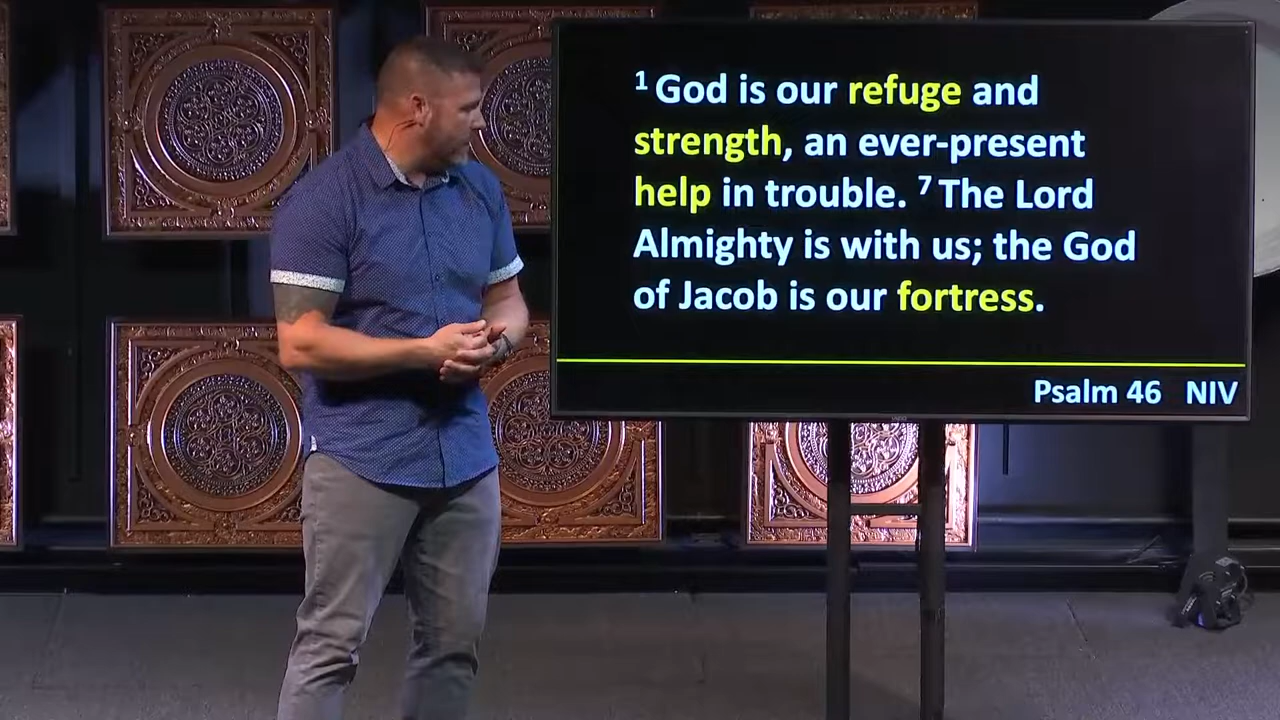 ¹ God is our refuge and
strength, an ever-present
help in trouble. ⁷ The Lord
Almighty is with us; the God
of Jacob is our fortress.
Psalm 46 NIV